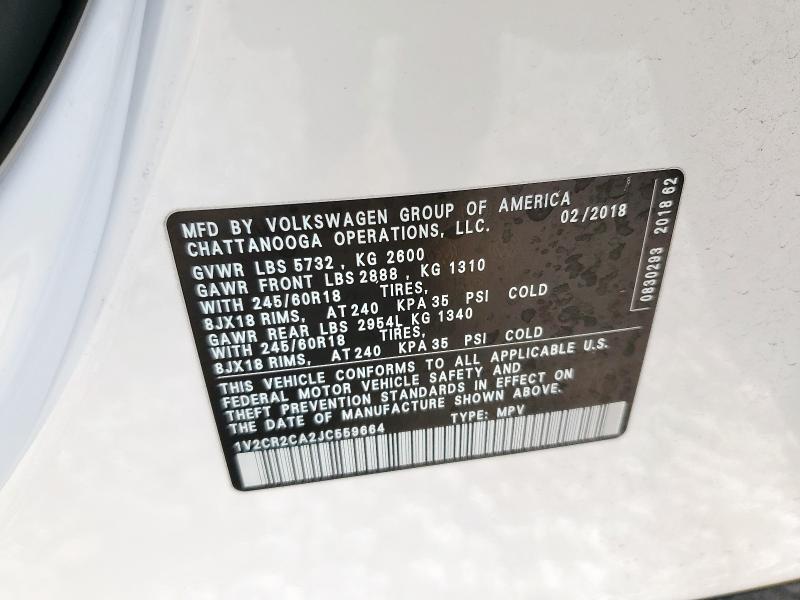 MFD BY VOLKSWAGEN GROUP OF AMERICA 02/2018
CHATTANOOGA OPERATIONS, LLC.
GVWR LBS 5732 , KG 2600
GAWR FRONT LBS 2888 , KG 1310
WITH 245/60R18 TIRES,
8JX18 RIMS, AT 240 KPA 35 PSI COLD
GAWR REAR LBS 2954L KG 1340
WITH 245/60R18 TIRES,
8JX18 RIMS, AT 240 KPA 35 PSI COLD
THIS VEHICLE CONFORMS TO ALL APPLICABLE U.S.
FEDERAL MOTOR VEHICLE SAFETY AND
THEFT PREVENTION STANDARDS IN EFFECT ON
THE DATE OF MANUFACTURE SHOWN ABOVE.
1V2CR2CA2JC559664 TYPE: MPV
0830293 2018 62